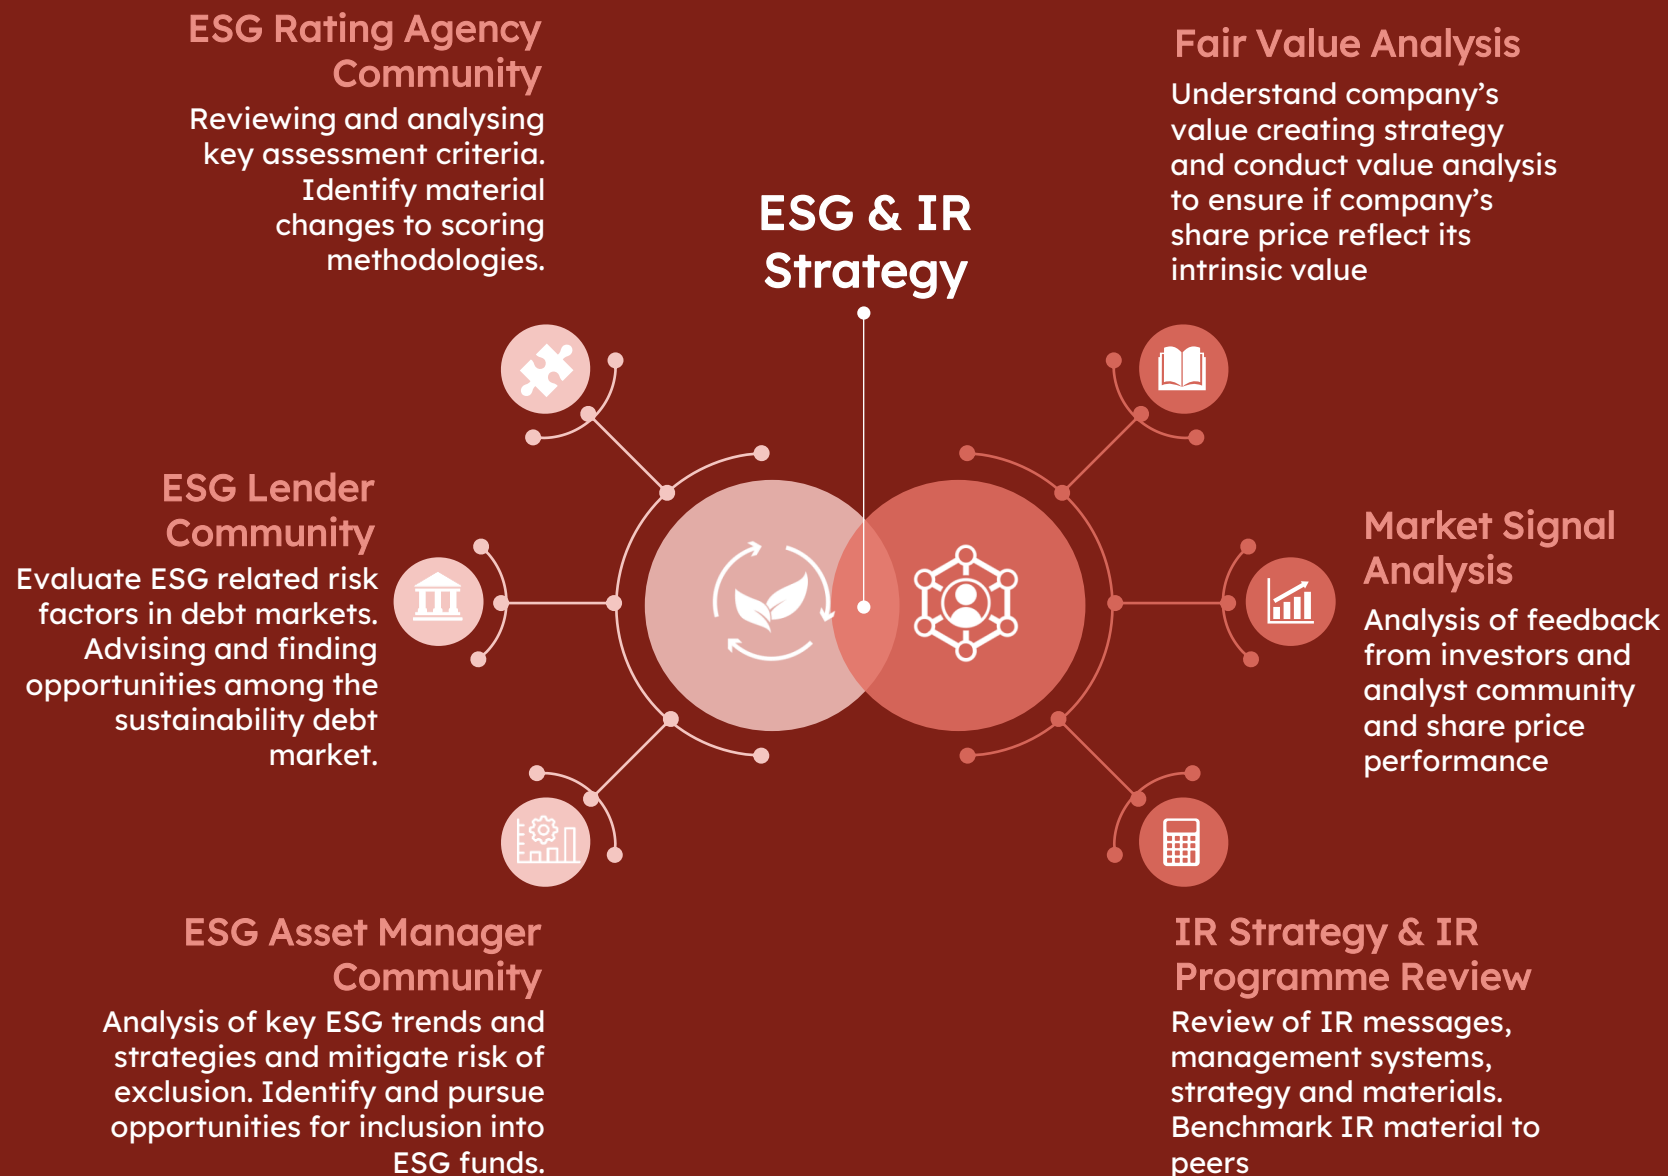 ESG Rating Agency
Community
Reviewing and analysing
key assessment criteria.
Identify material
changes to scoring
methodologies.
ESG Lender
Community
Evaluate ESG related risk
factors in debt markets.
Advising and finding
opportunities among the
sustainability debt
market.
ESG Asset Manager
Community
Analysis of key ESG trends and
strategies and mitigate risk of
exclusion. Identify and pursue
opportunities for inclusion into
ESG funds.
ESG & IR
Strategy
Fair Value Analysis
Understand company’s
value creating strategy
and conduct value analysis
to ensure if company’s
share price reflect its
intrinsic value
Market Signal
Analysis
Analysis of feedback
from investors and
analyst community
and share price
performance
IR Strategy & IR
Programme Review
Review of IR messages,
management systems,
strategy and materials.
Benchmark IR material to
peers